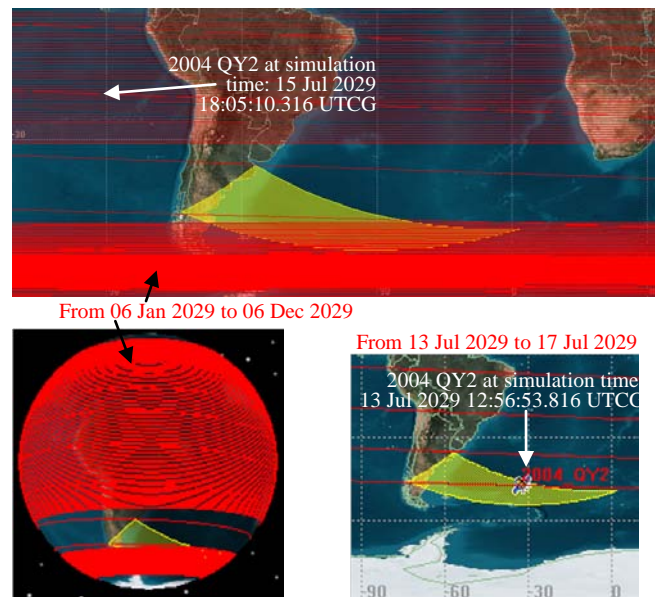 2004 QY2 at simulation
time: 15 Jul 2029
18:05:10.316 UTCG
-30
From 06 Jan 2029 to 06 Dec 2029
From 13 Jul 2029 to 17 Jul 2029
2004 QY2 at simulation time
13 Jul 2029 12:56:53.816 UTCG
2004_QY2
-90 -60 -30 0